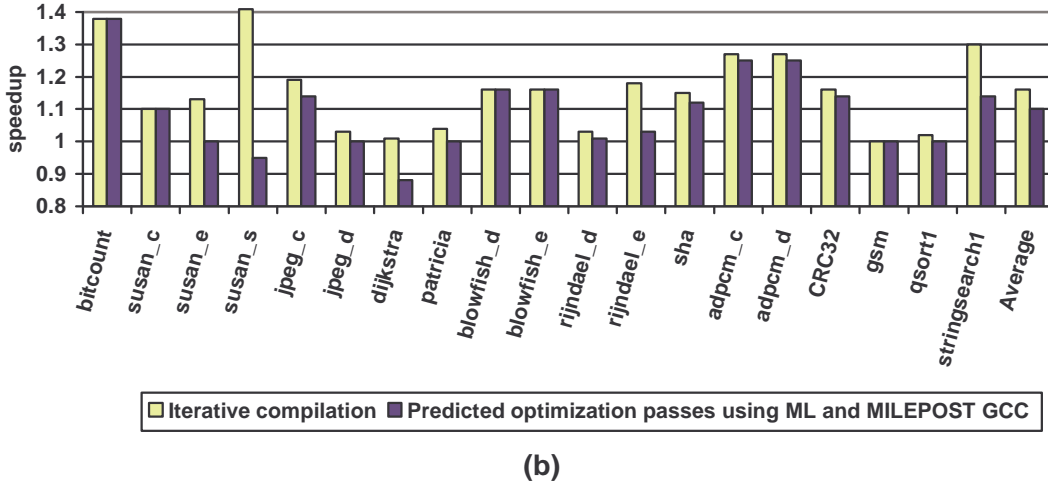 speedup
1.4
1.3
1.2
1.1
1
0.9
0.8
bitcount
susan_c
susan_e
susan_s
jpeg_c
jpeg_d
dijkstra
patricia
blowfish_d
blowfish_e
rijndael_d
rijndael_e
sha
adpcm_c
adpcm_d
CRC32
gsm
qsort1
stringsearch1
Average
Iterative compilation
Predicted optimization passes using ML and MILEPOST GCC
(b)